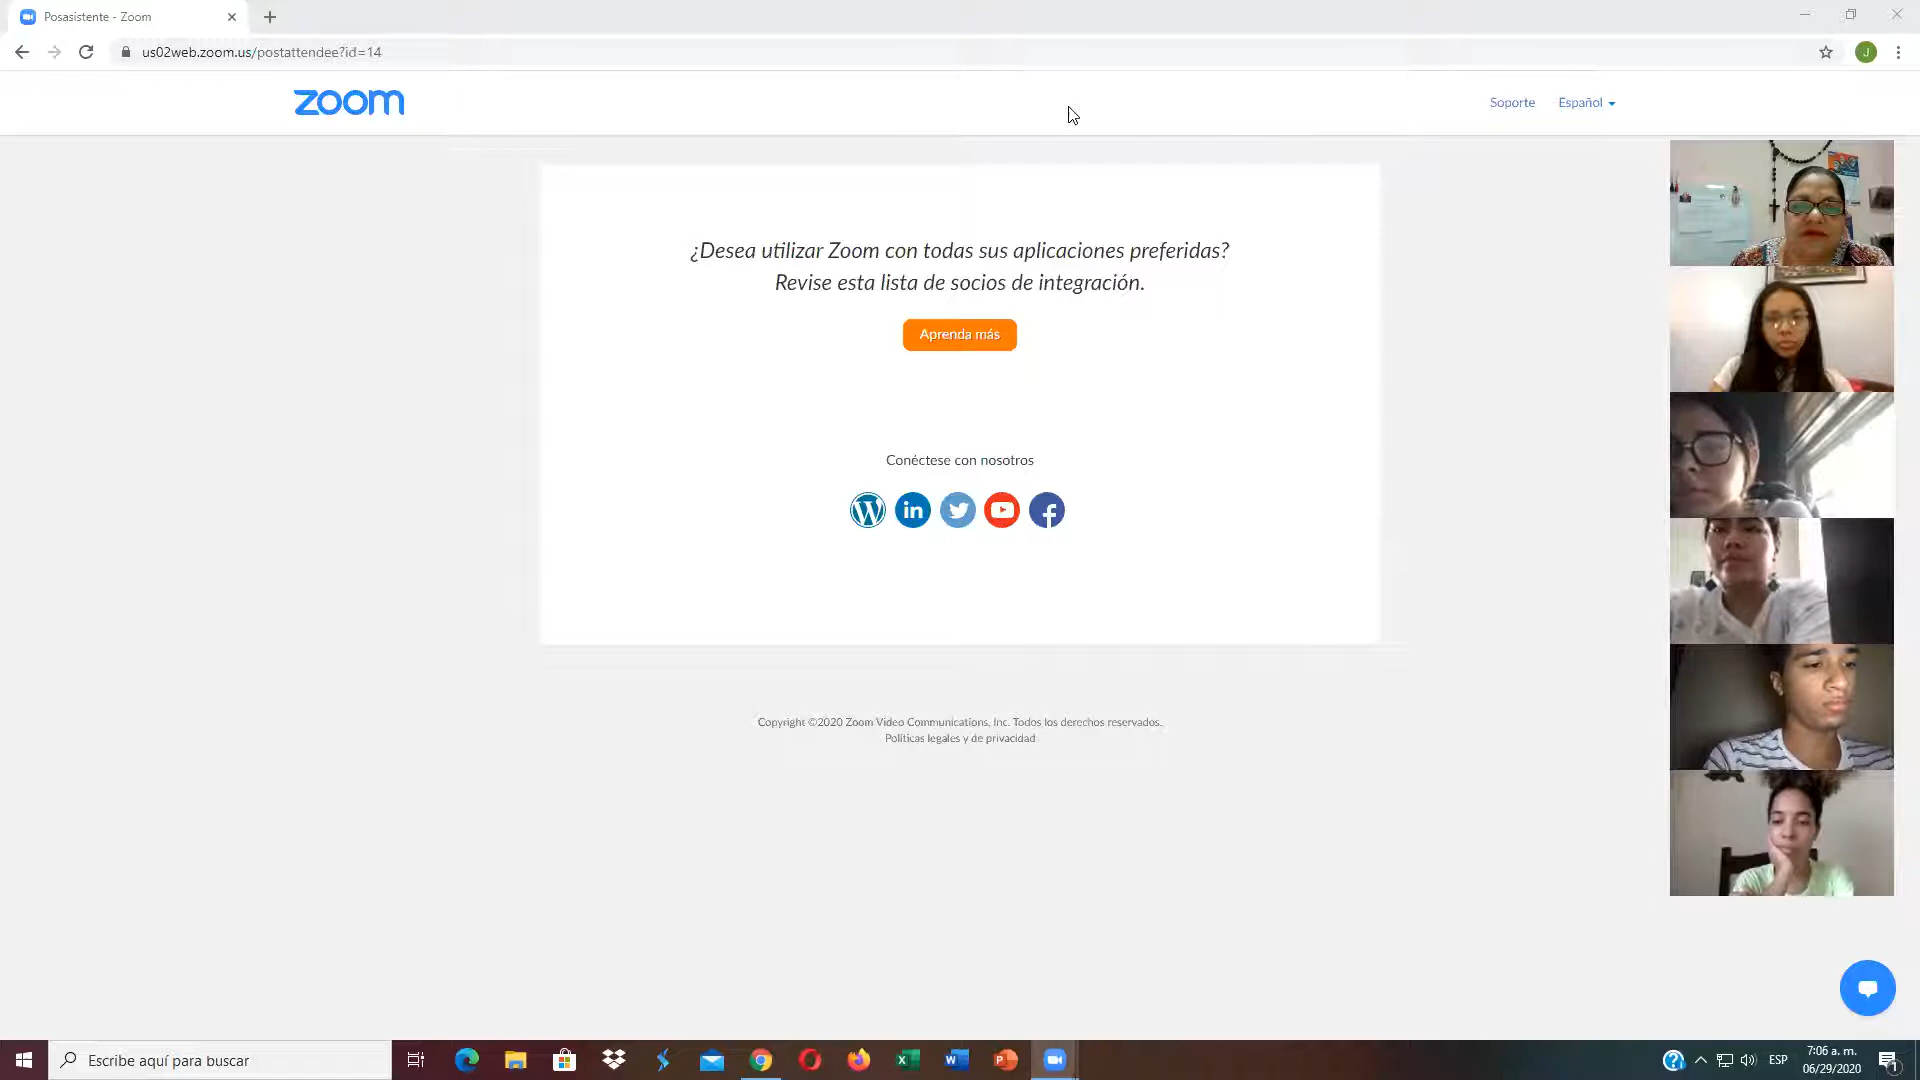 Posasistente - Zoom
us02web.zoom.us/postattendee?id=14
J
zoom
Soporte
Español
¿Desea utilizar Zoom con todas sus aplicaciones preferidas?
Revise esta lista de socios de integración.
Aprenda más
Conéctese con nosotros
Copyright ©2020 Zoom Video Communications, Inc. Todos los derechos reservados.
Políticas legales y de privacidad
Escribe aquí para buscar
ESP
7:06 a. m.
06/29/2020
1